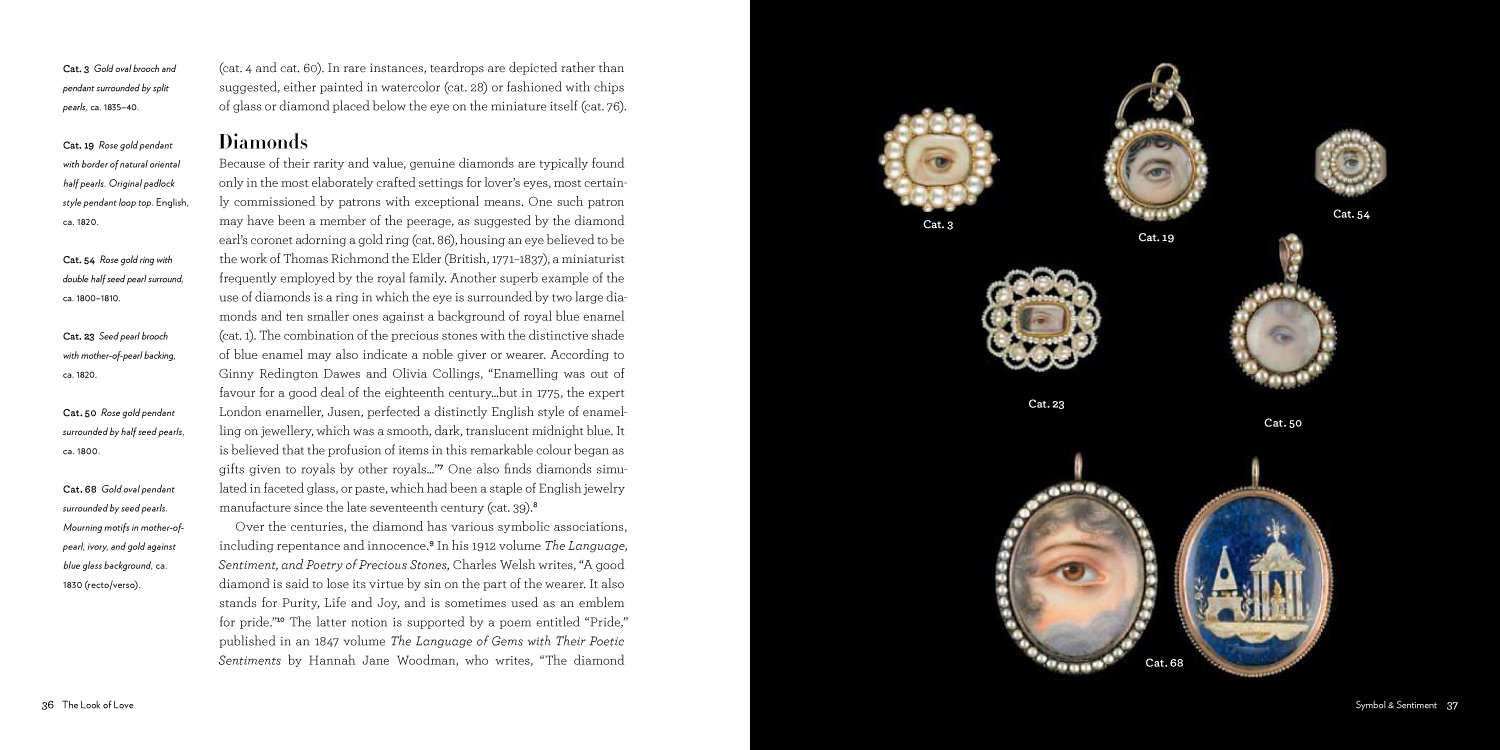 Cat. 3 Gold oval brooch and
pendant surrounded by split
pearls, ca. 1835–40.
Cat. 19 Rose gold pendant
with border of natural oriental
half pearls. Original padlock
style pendant loop top. English,
ca. 1820.
Cat. 54 Rose gold ring with
double half seed pearl surround,
ca. 1800–1810.
Cat. 23 Seed pearl brooch
with mother-of-pearl backing,
ca. 1820.
Cat. 50 Rose gold pendant
surrounded by half seed pearls,
ca. 1800.
Cat. 68 Gold oval pendant
surrounded by seed pearls.
Mourning motifs in mother-of-
pearl, ivory, and gold against
blue glass background, ca.
1830 (recto/verso).
(cat. 4 and cat. 60). In rare instances, teardrops are depicted rather than
suggested, either painted in watercolor (cat. 28) or fashioned with chips
of glass or diamond placed below the eye on the miniature itself (cat. 76).
Diamonds
Because of their rarity and value, genuine diamonds are typically found
only in the most elaborately crafted settings for lover's eyes, most certain-
ly commissioned by patrons with exceptional means. One such patron
may have been a member of the peerage, as suggested by the diamond
earl's coronet adorning a gold ring (cat. 86), housing an eye believed to be
the work of Thomas Richmond the Elder (British, 1771–1837), a miniaturist
frequently employed by the royal family. Another superb example of the
use of diamonds is a ring in which the eye is surrounded by two large dia-
monds and ten smaller ones against a background of royal blue enamel
(cat. 1). The combination of the precious stones with the distinctive shade
of blue enamel may also indicate a noble giver or wearer. According to
Ginny Redington Dawes and Olivia Collings, “Enamelling was out of
favour for a good deal of the eighteenth century...but in 1775, the expert
London enameller, Jusen, perfected a distinctly English style of enamel-
ling on jewellery, which was a smooth, dark, translucent midnight blue. It
is believed that the profusion of items in this remarkable colour began as
gifts given to royals by other royals...”7 One also finds diamonds simu-
lated in faceted glass, or paste, which had been a staple of English jewelry
manufacture since the late seventeenth century (cat. 39).8
Over the centuries, the diamond has various symbolic associations,
including repentance and innocence.9 In his 1912 volume The Language,
Sentiment, and Poetry of Precious Stones, Charles Welsh writes, “A good
diamond is said to lose its virtue by sin on the part of the wearer. It also
stands for Purity, Life and Joy, and is sometimes used as an emblem
for pride.”10 The latter notion is supported by a poem entitled “Pride,”
published in an 1847 volume The Language of Gems with Their Poetic
Sentiments by Hannah Jane Woodman, who writes, “The diamond
36 The Look of Love
Cat. 3
Cat. 19
Cat. 54
Cat. 23
Cat. 50
Cat. 68
Symbol & Sentiment 37